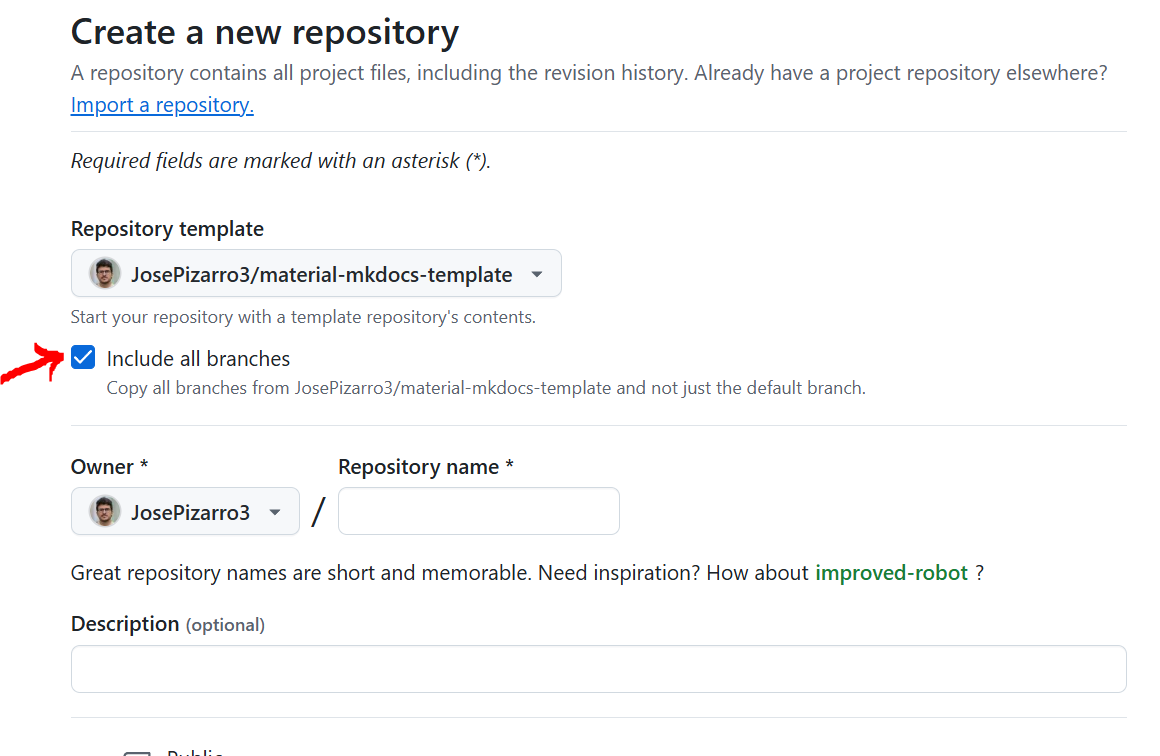 Create a new repository
A repository contains all project files, including the revision history. Already have a project repository elsewhere?
Import a repository.
Required fields are marked with an asterisk (*).
Repository template
JosePizarro3/material-mkdocs-template
Start your repository with a template repository's contents.
Include all branches
Copy all branches from JosePizarro3/material-mkdocs-template and not just the default branch.
Owner * Repository name *
JosePizarro3 /
Great repository names are short and memorable. Need inspiration? How about improved-robot ?
Description (optional)
Public